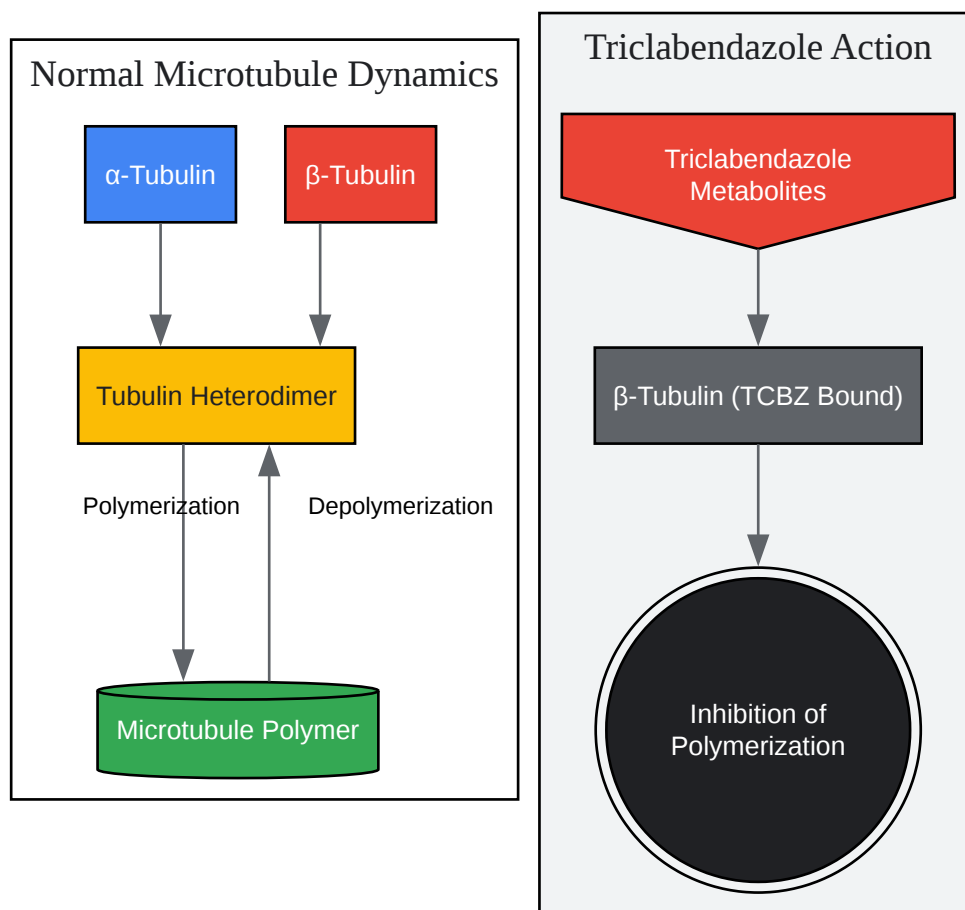 Normal Microtubule Dynamics
α-Tubulin
β-Tubulin
Tubulin Heterodimer
Polymerization
Depolymerization
Microtubule Polymer
Triclabendazole Action
Triclabendazole
Metabolites
β-Tubulin (TCBZ Bound)
Inhibition of
Polymerization